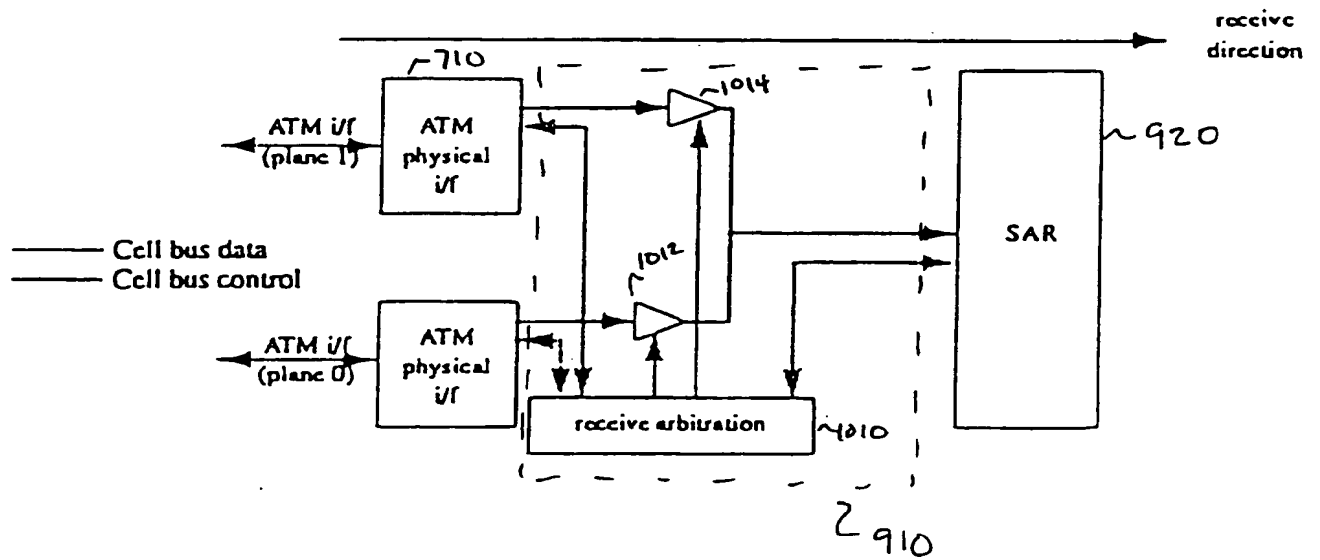 receive
direction
710
1014
ATM i/f
(plane 1)
ATM
physical
i/f
920
SAR
Cell bus data
Cell bus control
1012
ATM i/f
(plane 0)
ATM
physical
i/f
receive arbitration
1010
910